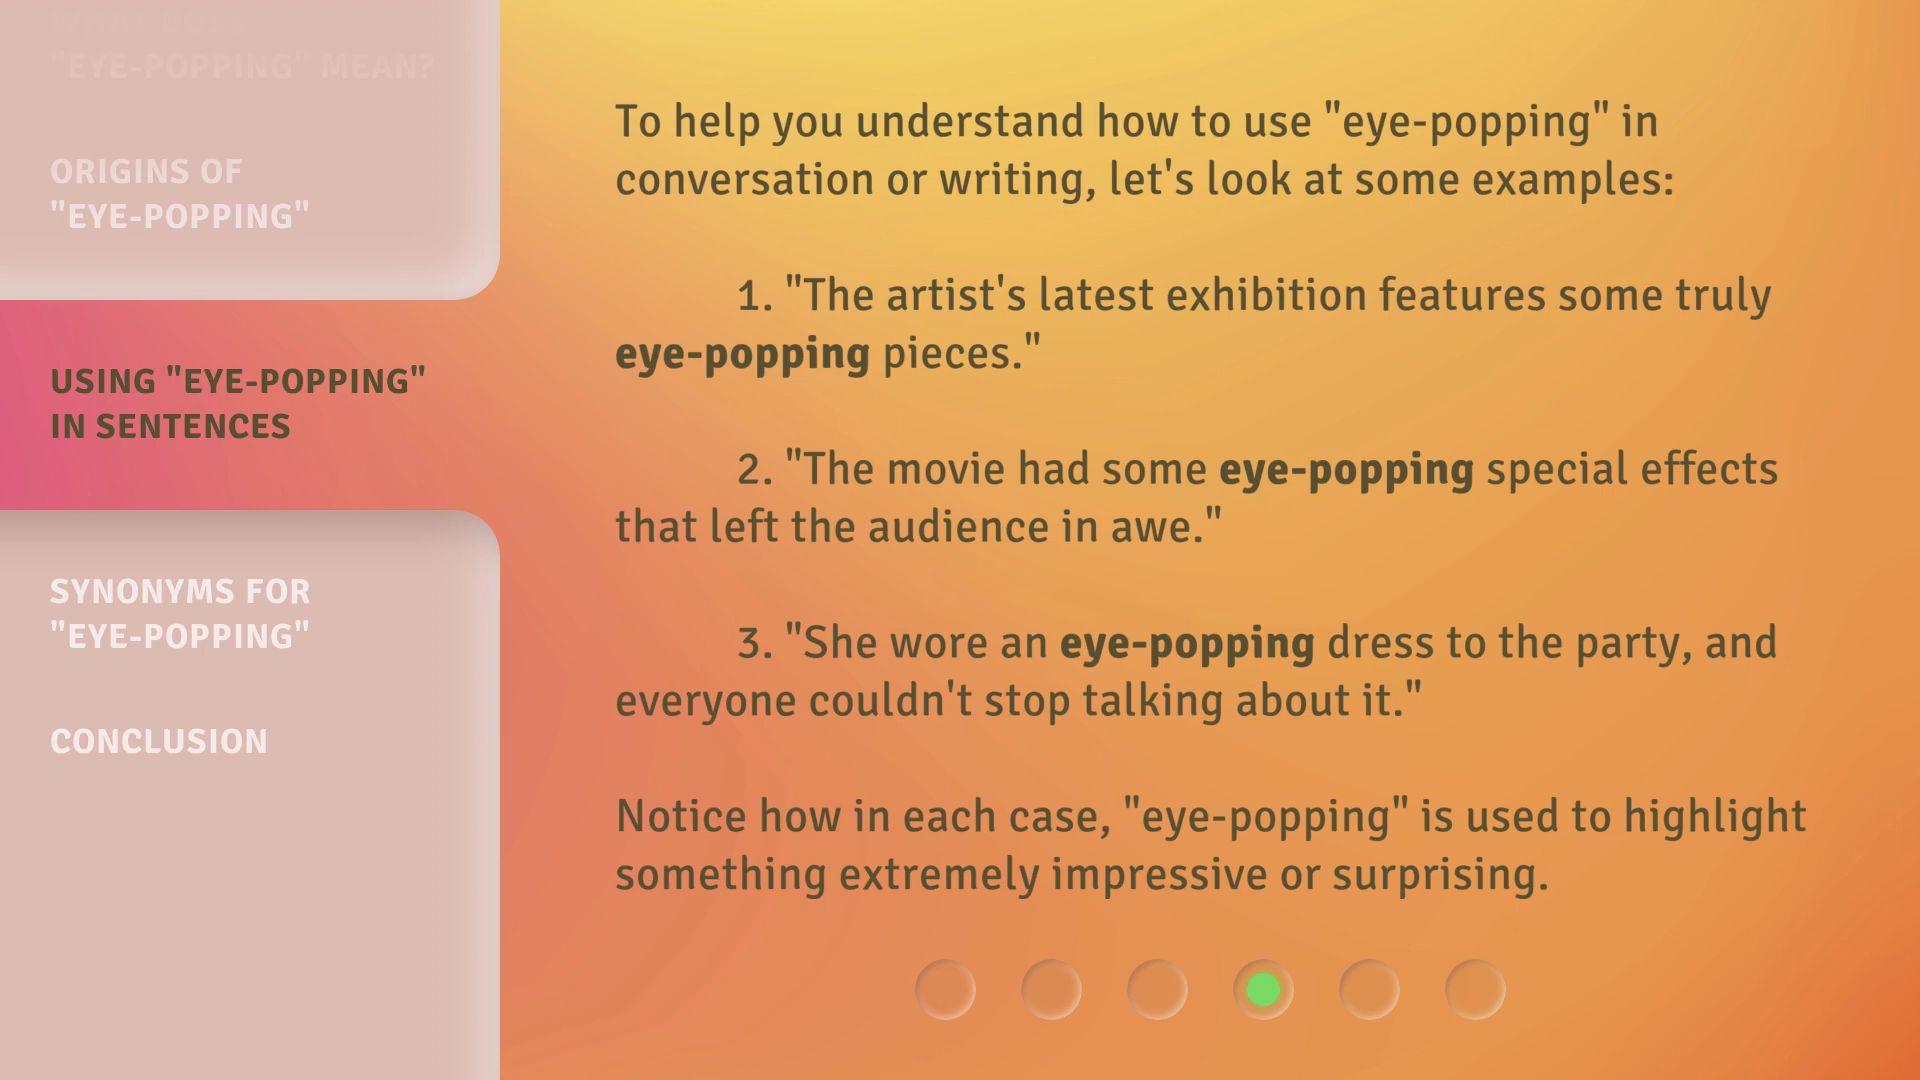 "EYE-POPPING" MEAN?
ORIGINS OF
"EYE-POPPING"
USING "EYE-POPPING"
IN SENTENCES
SYNONYMS FOR
"EYE-POPPING"
CONCLUSION
To help you understand how to use "eye-popping" in
conversation or writing, let's look at some examples:
1. "The artist's latest exhibition features some truly
eye-popping pieces."
2. "The movie had some eye-popping special effects
that left the audience in awe."
3. "She wore an eye-popping dress to the party, and
everyone couldn't stop talking about it."
Notice how in each case, "eye-popping" is used to highlight
something extremely impressive or surprising.